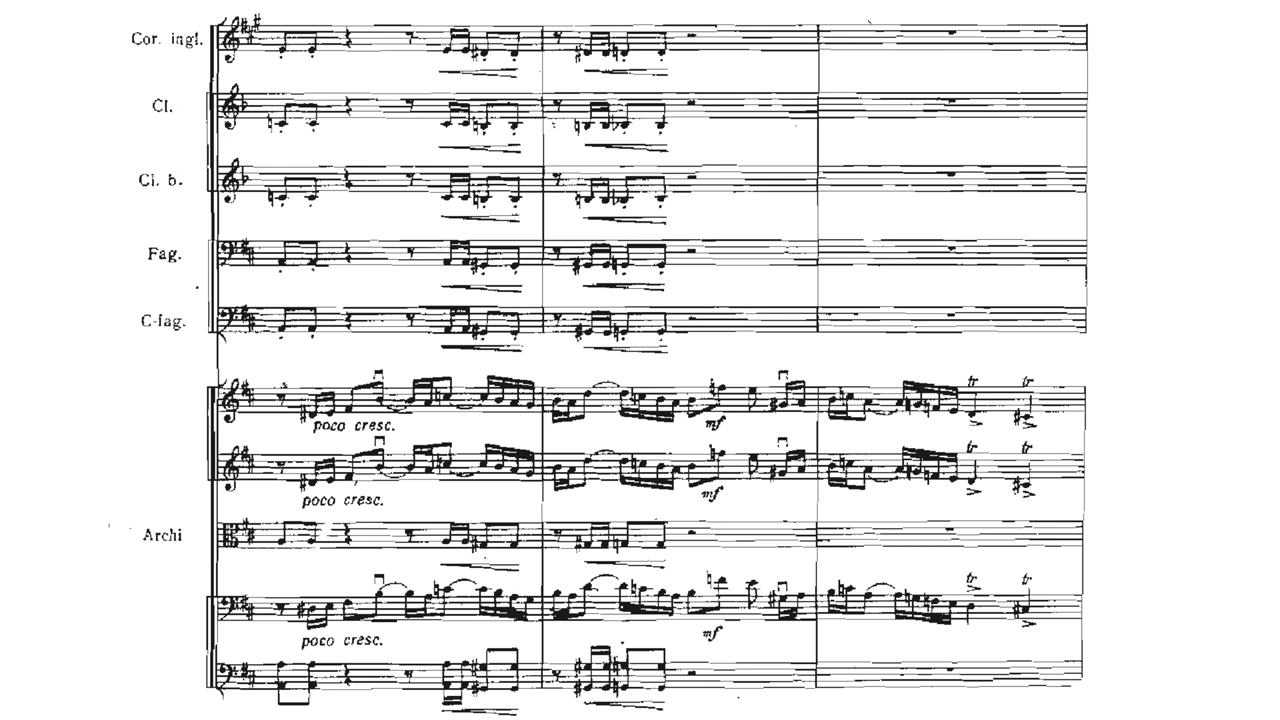 Cor. ingl.
Cl.
Cl. b.
Fag.
C-fag.
tr tr
poco cresc.
mf
tr tr
poco cresc.
mf
Archi
tr tr
poco cresc.
mf